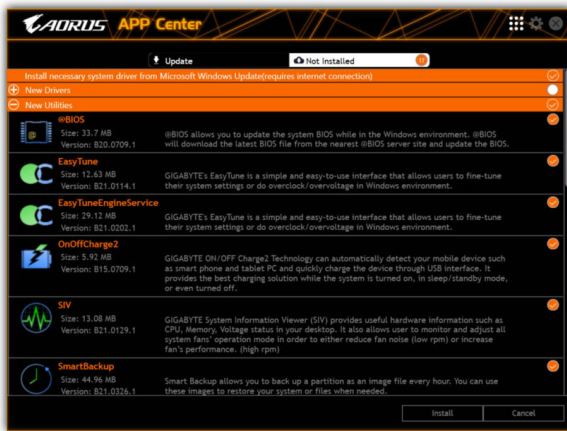 AORUS APP Center
Update
Not Installed
Install necessary system driver from Microsoft Windows Update(requires internet connection)
New Drivers
New Utilities
@BIOS
Size: 33.7 MB
Version: B20.0709.1
@BIOS allows you to update the system BIOS while in the Windows environment. @BIOS
will download the latest BIOS file from the nearest @BIOS server site and update the BIOS.
EasyTune
Size: 12.63 MB
Version: B21.0114.1
GIGABYTE's EasyTune is a simple and easy-to-use interface that allows users to fine-tune
their system settings or do overclock/overvoltage in Windows environment.
EasyTuneEngineService
Size: 29.12 MB
Version: B21.0202.1
GIGABYTE's EasyTune is a simple and easy-to-use interface that allows users to fine-tune
their system settings or do overclock/overvoltage in Windows environment.
OnOffCharge2
Size: 5.92 MB
Version: B15.0709.1
GIGABYTE ON/OFF Charge2 Technology can automatically detect your mobile device such
as smart phone and tablet PC and quickly charge the device through USB interface. It
provides the best charging solution while the system is turned on, in sleep/standby mode,
or even turned off.
SIV
Size: 13.08 MB
Version: B21.0129.1
GIGABYTE System Information Viewer (SIV) provides useful hardware information such as
CPU, Memory, Voltage status in your desktop. It also allows user to monitor and adjust all
system fans' operation mode in order to either reduce fan noise (low rpm) or increase
fan's performance. (high rpm)
SmartBackup
Size: 44.96 MB
Version: B21.0326.1
Smart Backup allows you to back up a partition as an image file every hour. You can use
these images to restore your system or files when needed.
Install
Cancel